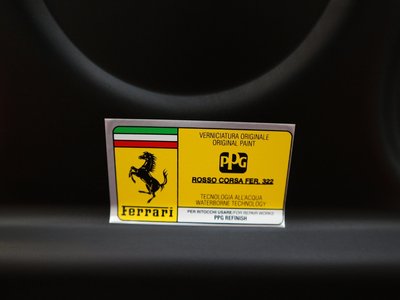 VERNICIATURA ORIGINALE
ORIGINAL PAINT
PPG
ROSSO CORSA FER. 322
TECNOLOGIA ALL'ACQUA
WATERBORNE TECHNOLOGY
Ferrari
PER RITOCCHI USARE/FOR REPAIR WORKS
PPG REFINISH